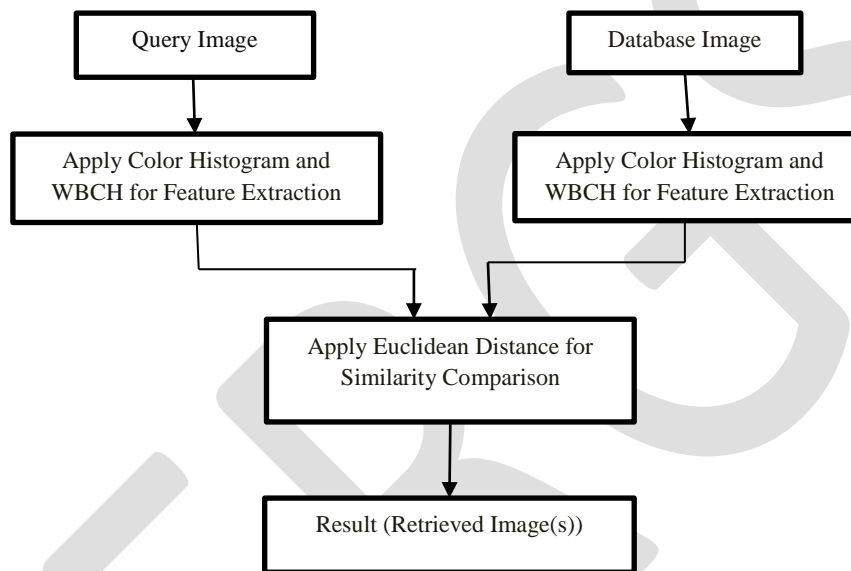 Query Image
Database Image
Apply Color Histogram and
WBCH for Feature Extraction
Apply Color Histogram and
WBCH for Feature Extraction
Apply Euclidean Distance for
Similarity Comparison
Result (Retrieved Image(s))